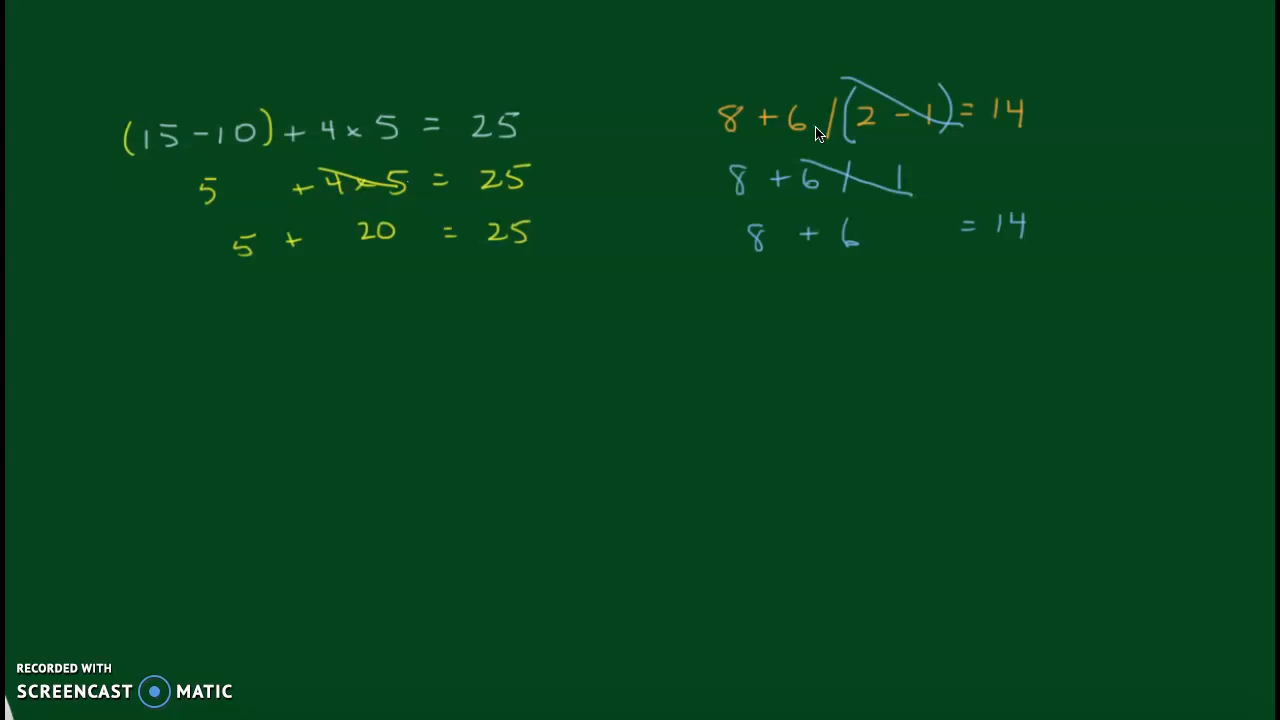 (15-10) + 4 x 5 = 25
5 + 4 x 5 = 25
5 + 20 = 25
8 + 6 / (2 - 1) = 14
8 + 6 / 1
8 + 6 = 14
RECORDED WITH
SCREENCAST MATIC